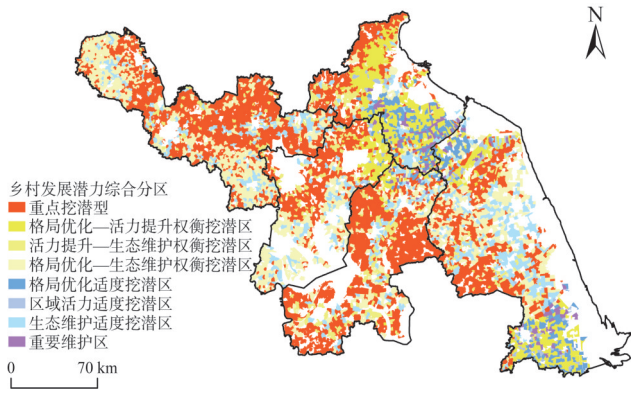 N
乡村发展潜力综合分区
重点挖潜型
格局优化—活力提升权衡挖潜区
活力提升—生态维护权衡挖潜区
格局优化—生态维护权衡挖潜区
格局优化适度挖潜区
区域活力适度挖潜区
生态维护适度挖潜区
重要维护区
0 70 km